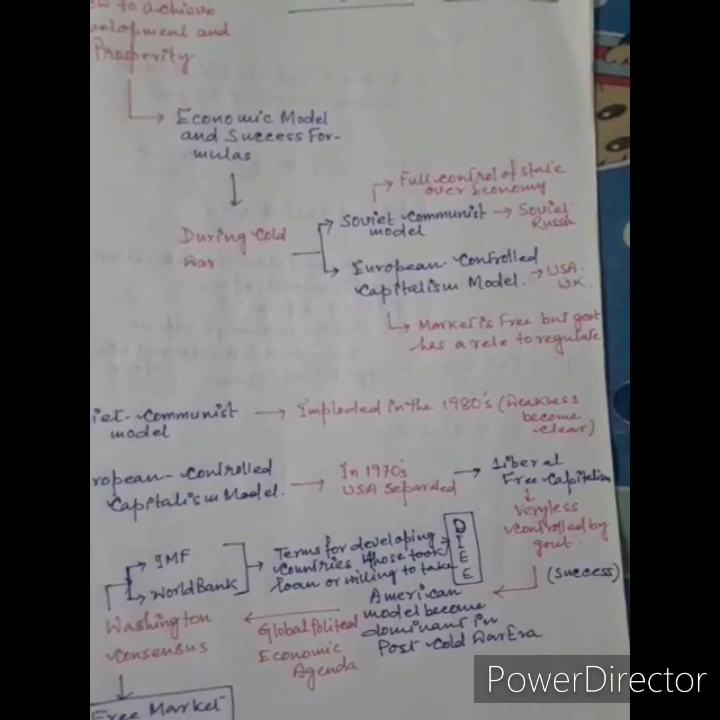 to achieve
and
Prosperity
Economic Model
and Success For-
mulas
During Cold
War
Full control of state
over Economy
Soviet Communist → Soviet
model
Russia
European Controlled
Capitalism Model. → USA.
UK.
Market is Free but govt
has a role to regulate
iet-Communist → Imploded in the 1980's (Weakness
model
become
clear)
ropean-Controlled
Capitalism Model. → In 1970's
USA Separated → Liberal
Free Capitalism
Very less
controlled by
govt.
(success)
IMF
World Bank
Terms for developing
countries those took
loan or willing to take
D
L
E
E
American
model become
dominant in
Post Cold War Era
Global Political
Economic
Agenda
Washington
Consensus
Free Market
PowerDirector